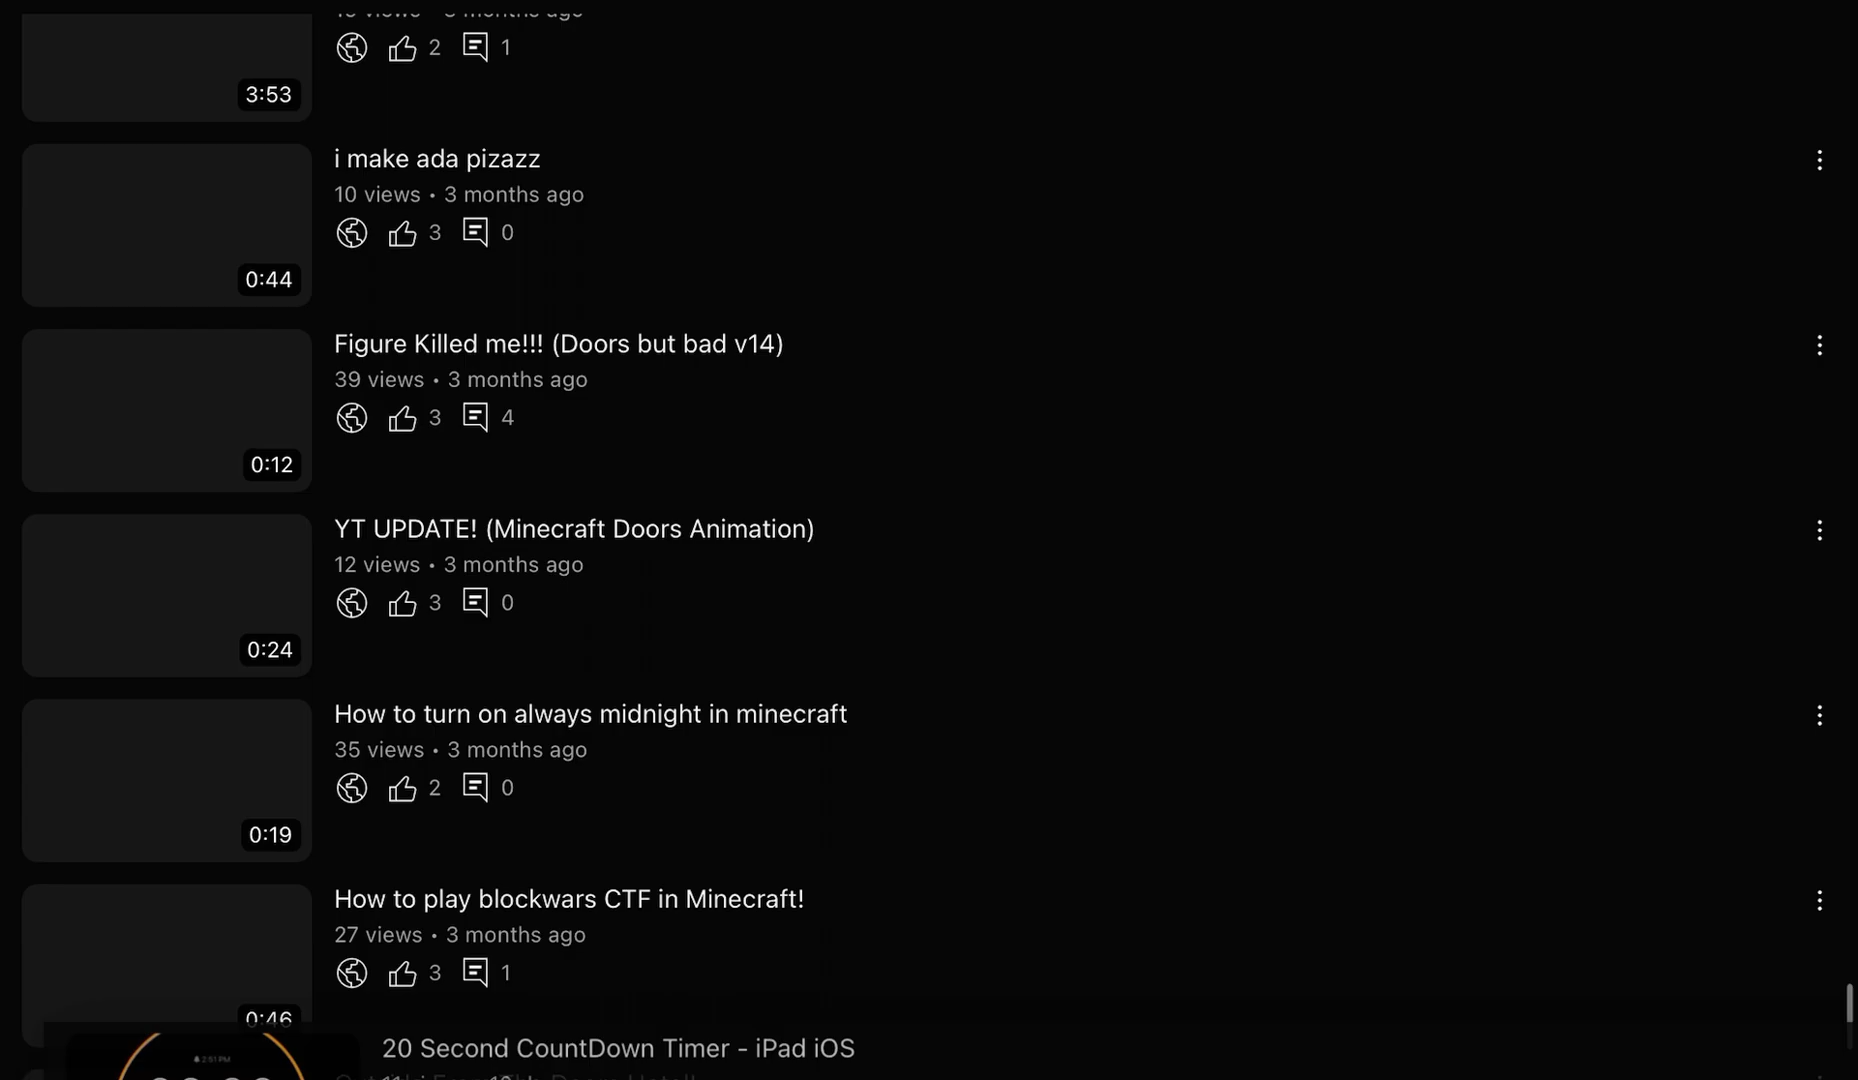 2 1
3:53
i make ada pizazz
10 views • 3 months ago
3 0
0:44
Figure Killed me!!! (Doors but bad v14)
39 views • 3 months ago
3 4
0:12
YT UPDATE! (Minecraft Doors Animation)
12 views • 3 months ago
3 0
0:24
How to turn on always midnight in minecraft
35 views • 3 months ago
2 0
0:19
How to play blockwars CTF in Minecraft!
27 views • 3 months ago
3 1
0:46
2:51 PM
20 Second CountDown Timer - iPad iOS